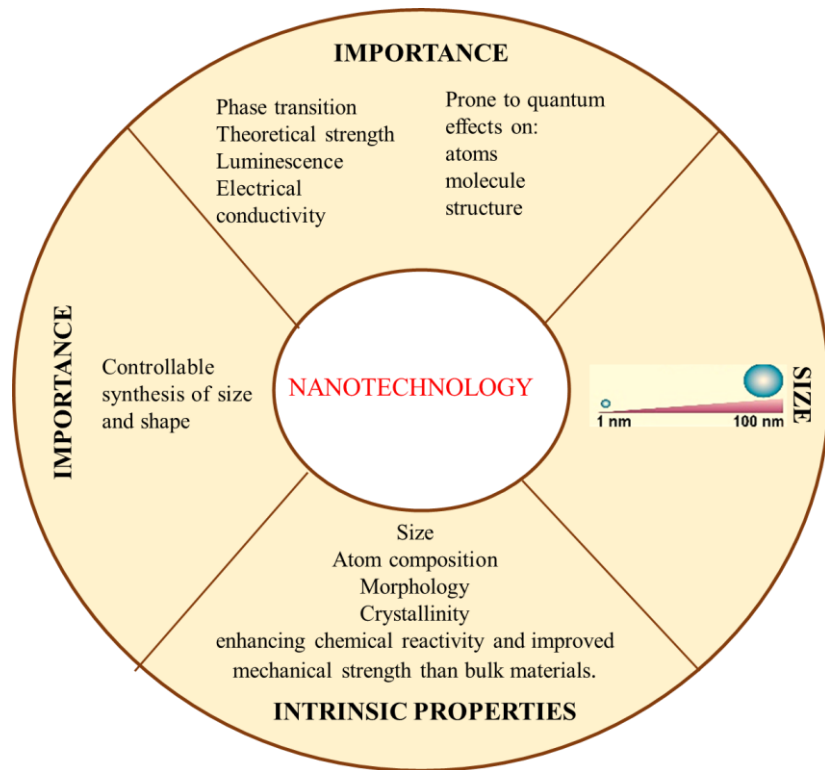 IMPORTANCE
Phase transition
Theoretical strength
Luminescence
Electrical
conductivity
Prone to quantum
effects on:
atoms
molecule
structure
IMPORTANCE
Controllable
synthesis of size
and shape
NANOTECHNOLOGY
1 nm
100 nm
SIZE
Size
Atom composition
Morphology
Crystallinity
enhancing chemical reactivity and improved
mechanical strength than bulk materials.
INTRINSIC PROPERTIES